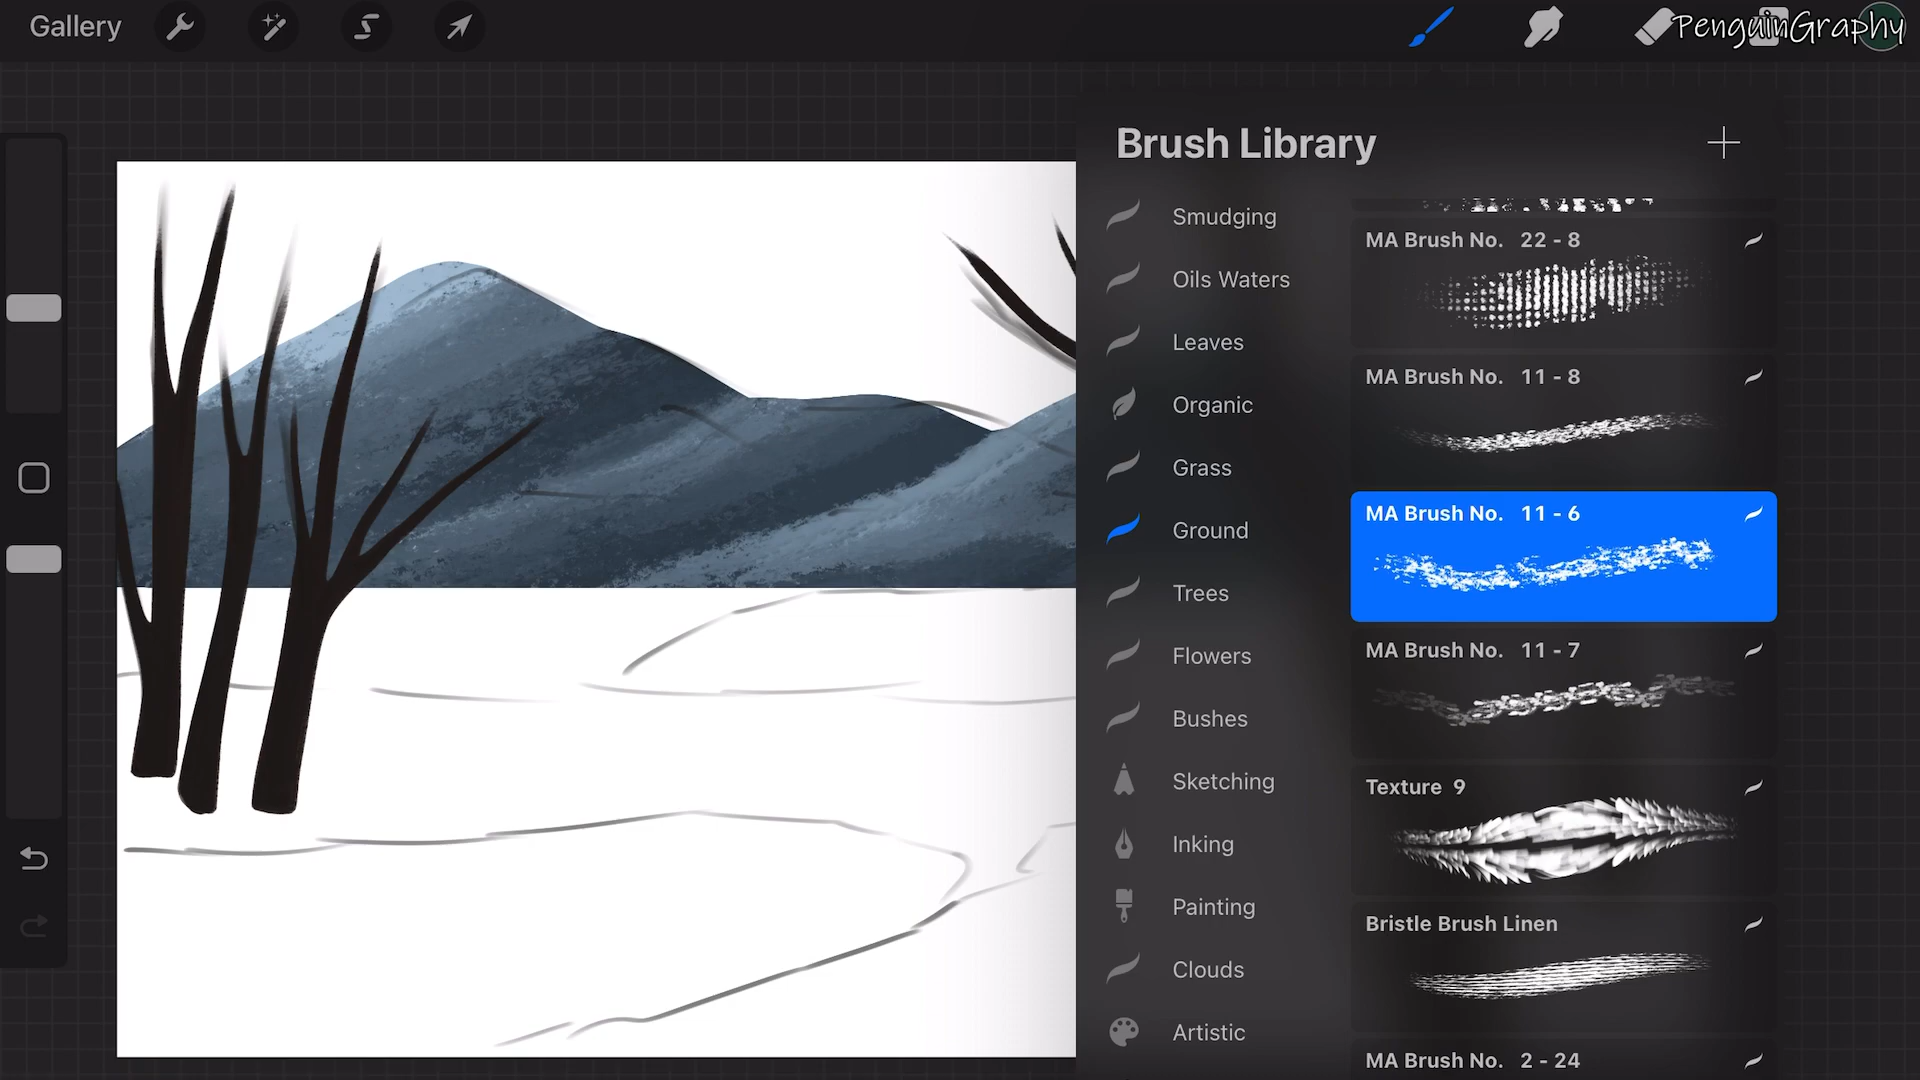 Gallery
PenguinGraphy
Brush Library
Smudging
Oils Waters
Leaves
Organic
Grass
Ground
Trees
Flowers
Bushes
Sketching
Inking
Painting
Clouds
Artistic
MA Brush No. 22 - 8
MA Brush No. 11 - 8
MA Brush No. 11 - 6
MA Brush No. 11 - 7
Texture 9
Bristle Brush Linen
MA Brush No. 2 - 24